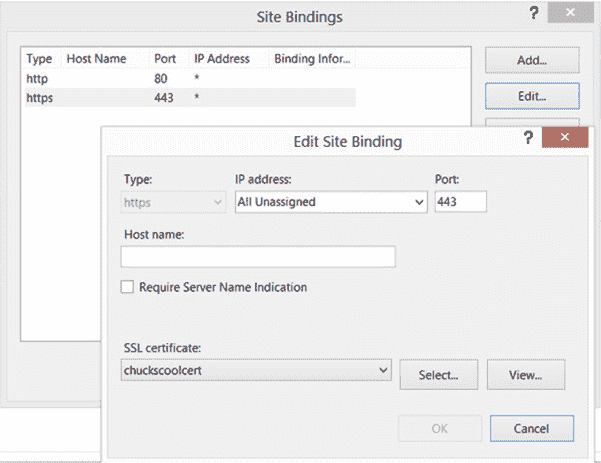 Site Bindings
? x
Type Host Name Port IP Address Binding Infor...
http 80 *
https 443 *
Add...
Edit...
Edit Site Binding
? x
Type: IP address: Port:
https All Unassigned 443
Host name:
Require Server Name Indication
SSL certificate:
chuckscoolcert Select... View...
OK Cancel